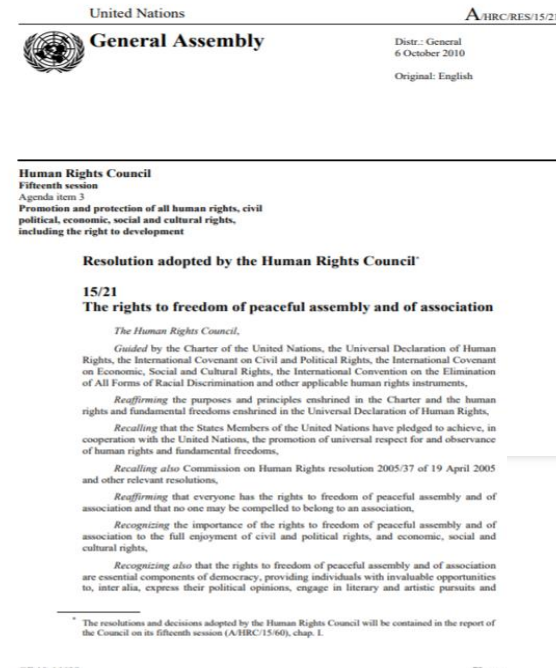 United Nations
A/HRC/RES/15/21
General Assembly
Distr.: General
6 October 2010
Original: English
Human Rights Council
Fifteenth session
Agenda item 3
Promotion and protection of all human rights, civil
political, economic, social and cultural rights,
including the right to development
Resolution adopted by the Human Rights Council*
15/21
The rights to freedom of peaceful assembly and of association
The Human Rights Council,
Guided by the Charter of the United Nations, the Universal Declaration of Human
Rights, the International Covenant on Civil and Political Rights, the International Covenant
on Economic, Social and Cultural Rights, the International Convention on the Elimination
of All Forms of Racial Discrimination and other applicable human rights instruments,
Reaffirming the purposes and principles enshrined in the Charter and the human
rights and fundamental freedoms enshrined in the Universal Declaration of Human Rights,
Recalling that the States Members of the United Nations have pledged to achieve, in
cooperation with the United Nations, the promotion of universal respect for and observance
of human rights and fundamental freedoms,
Recalling also Commission on Human Rights resolution 2005/37 of 19 April 2005
and other relevant resolutions,
Reaffirming that everyone has the rights to freedom of peaceful assembly and of
association and that no one may be compelled to belong to an association,
Recognizing the importance of the rights to freedom of peaceful assembly and of
association to the full enjoyment of civil and political rights, and economic, social and
cultural rights,
Recognizing also that the rights to freedom of peaceful assembly and of association
are essential components of democracy, providing individuals with invaluable opportunities
to, inter alia, express their political opinions, engage in literary and artistic pursuits and
* The resolutions and decisions adopted by the Human Rights Council will be contained in the report of
the Council on its fifteenth session (A/HRC/15/60), chap. I.